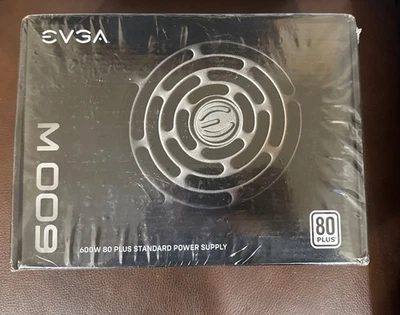 EVGA
600 W
600W 80 PLUS STANDARD POWER SUPPLY
80
PLUS